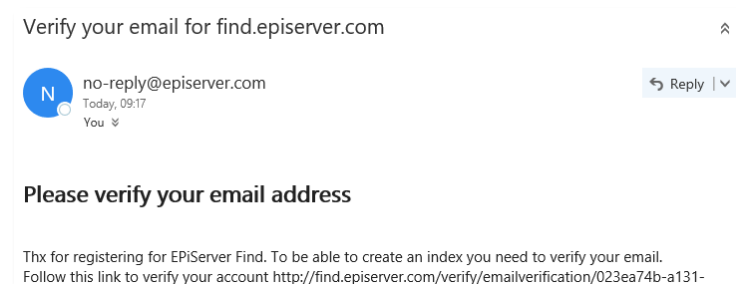 Verify your email for find.episerver.com
N
no-reply@episerver.com
Reply
Today, 09:17
You
Please verify your email address
Thx for registering for EPiServer Find. To be able to create an index you need to verify your email.
Follow this link to verify your account http://find.episerver.com/verify/emailverification/023ea74b-a131-